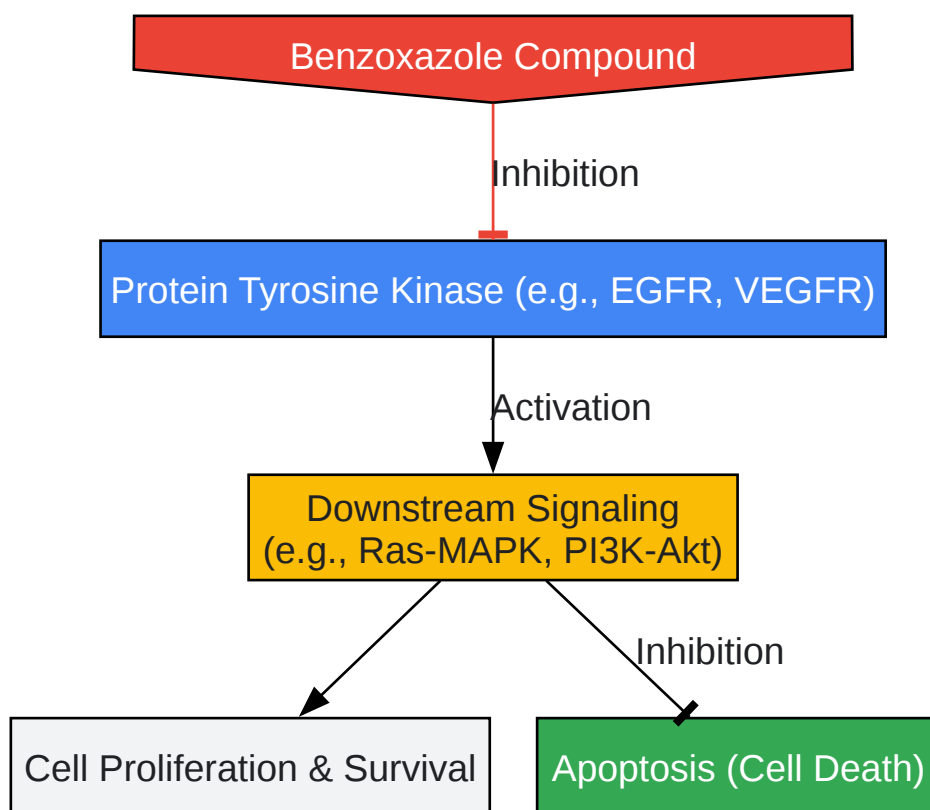 Benzoxazole Compound
Inhibition
Protein Tyrosine Kinase (e.g., EGFR, VEGFR)
Activation
Downstream Signaling
(e.g., Ras-MAPK, PI3K-Akt)
Inhibition
Cell Proliferation & Survival
Apoptosis (Cell Death)